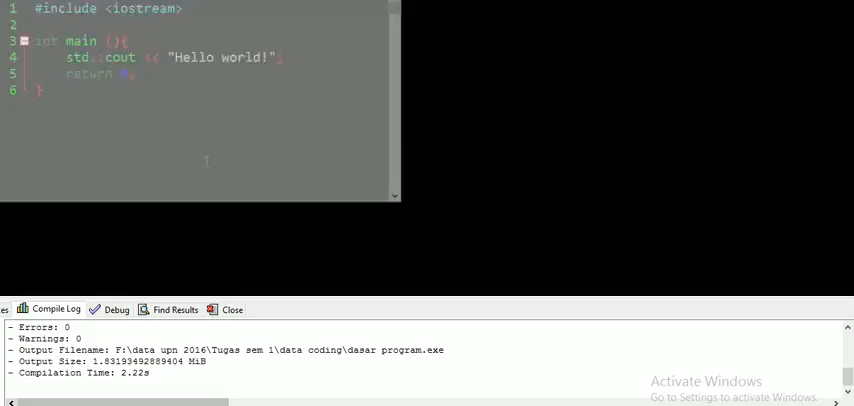 1 #include <iostream>
2
3 int main (){
4 std::cout << "Hello world!";
5 return 0;
6 }
es Compile Log Debug Find Results Close
- Errors: 0
- Warnings: 0
- Output Filename: F:\data upn 2016\Tugas sem 1\data coding\dasar program.exe
- Output Size: 1.83193492889404 MiB
- Compilation Time: 2.22s
Activate Windows
Go to Settings to activate Windows.